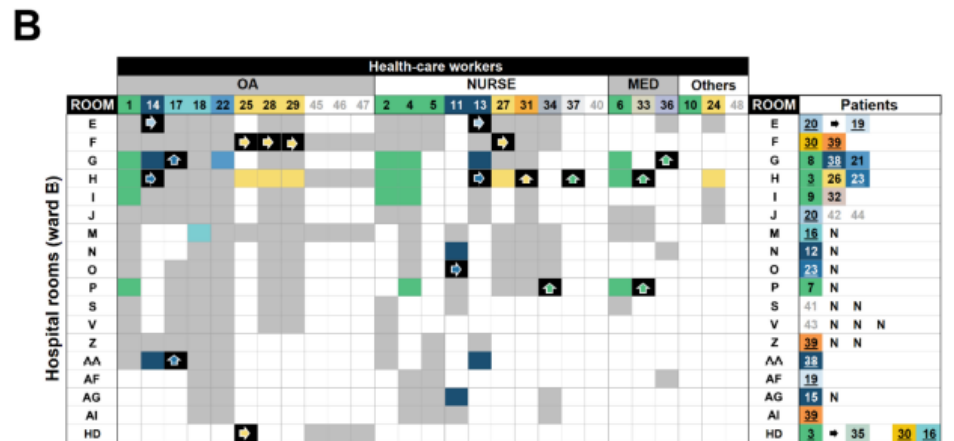 B
Health-care workers
OA NURSE MED Others
ROOM 1 14 17 18 22 25 28 29 45 46 47 2 4 5 11 13 27 31 34 37 40 6 33 36 10 24 48 ROOM Patients
Hospital rooms (ward B)
E E 20 ➡ 19
F F 30 39
G G 8 38 21
H H 3 26 23
I I 9 32
J J 20 42 44
M M 16 N
N N 12 N
O O 23 N
P P 7 N
S S 41 N N
V V 43 N N N
Z Z 39 N N
AA AA 38
AF AF 19
AG AG 15 N
AI AI 39
HD HD 3 ➡ 35 30 16